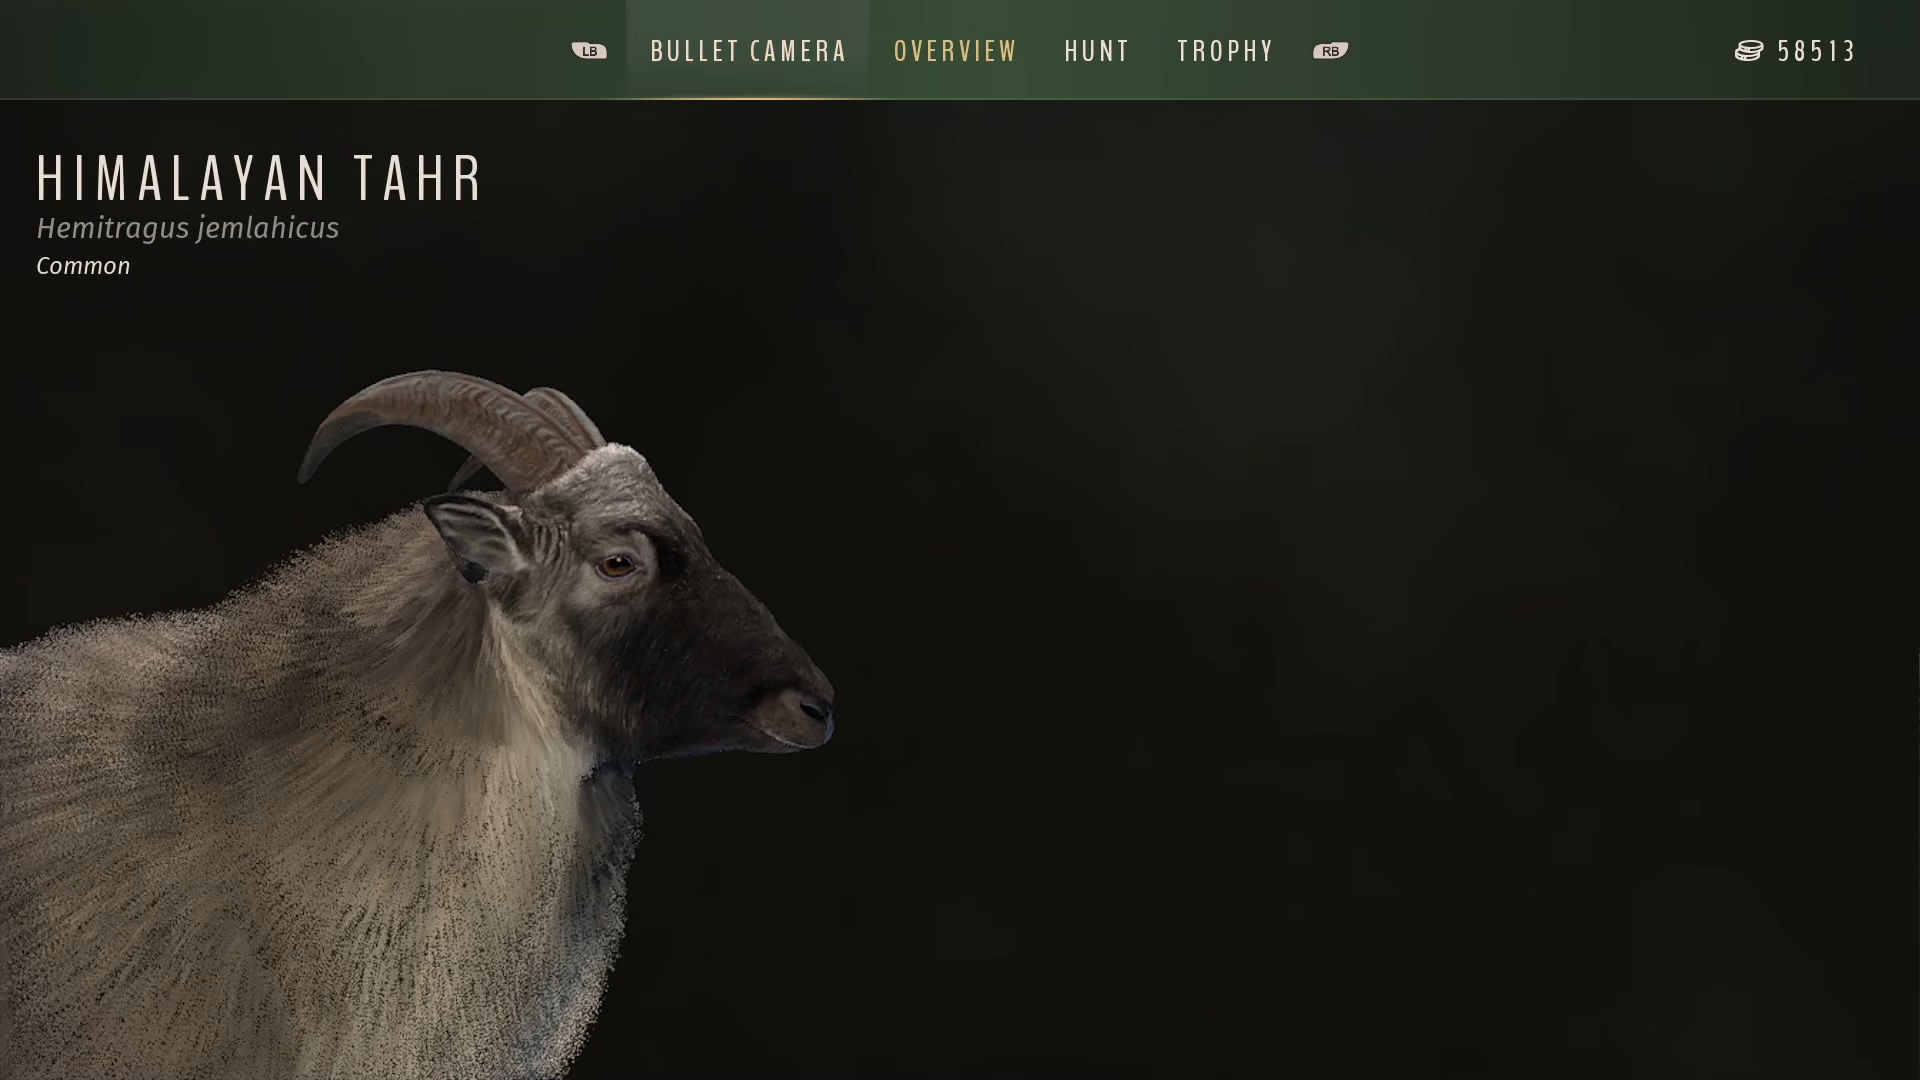 LB BULLET CAMERA OVERVIEW HUNT TROPHY RB 58513
HIMALAYAN TAHR
Hemitragus jemlahicus
Common